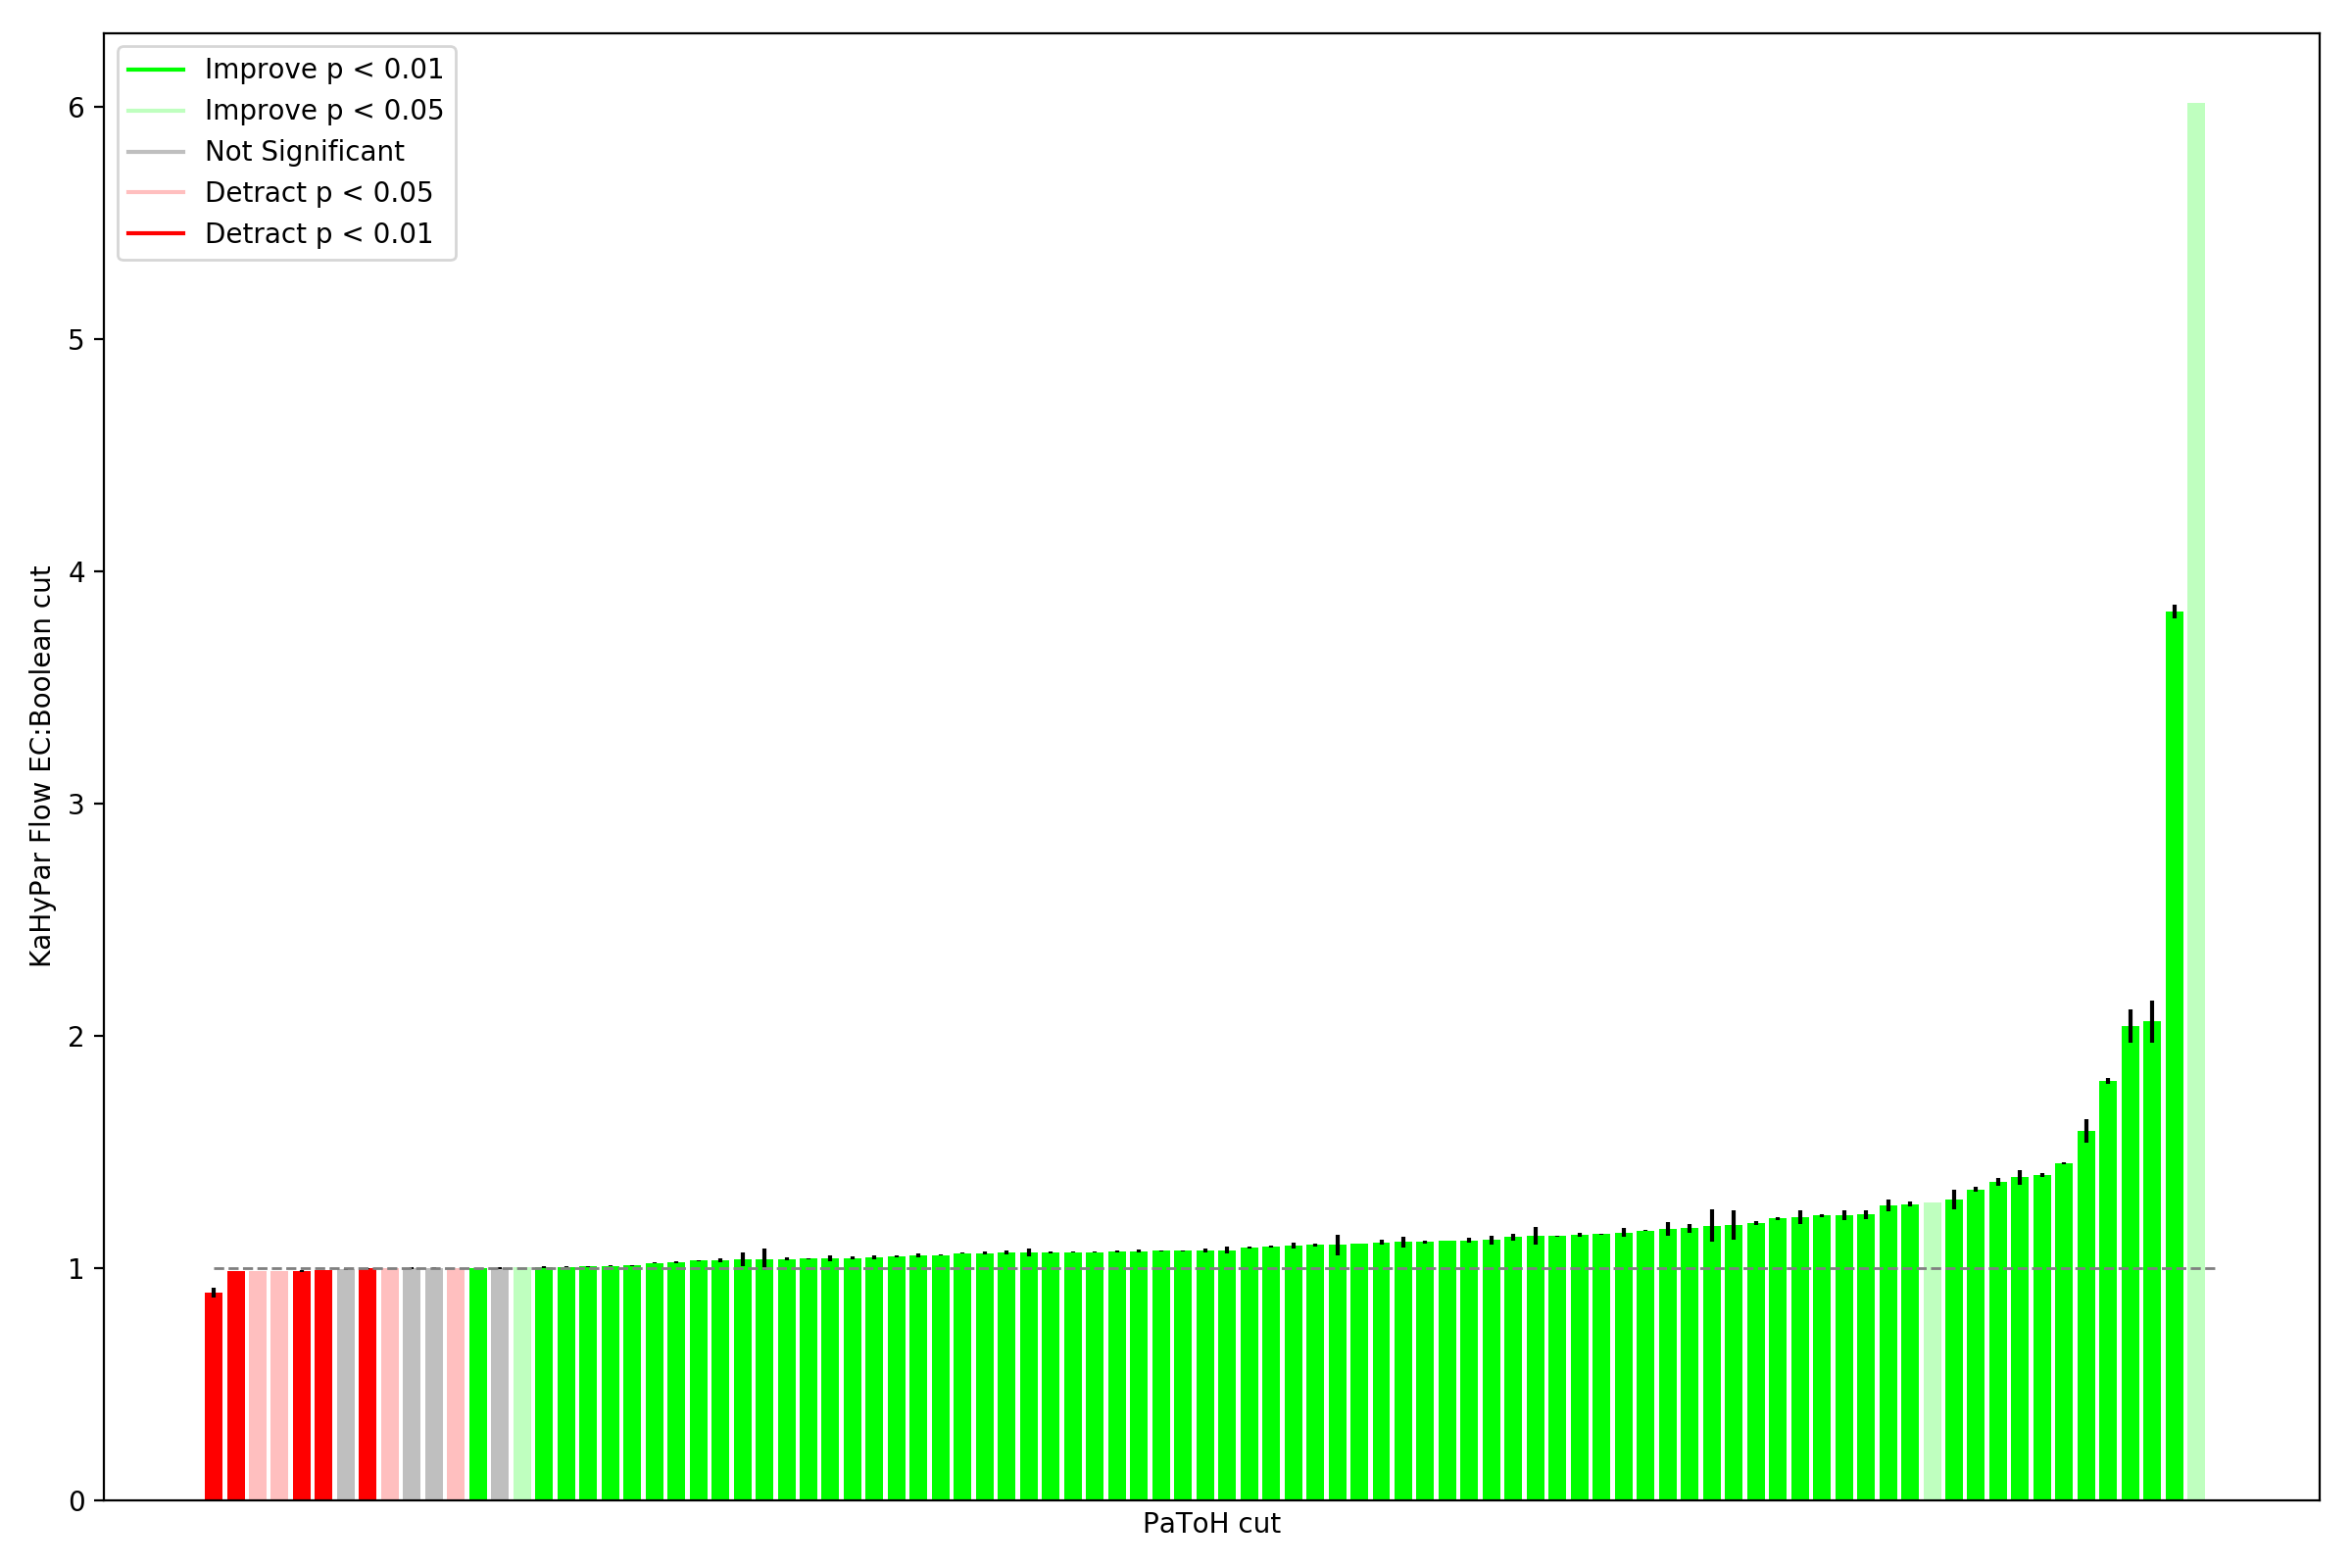 Improve p < 0.01
Improve p < 0.05
Not Significant
Detract p < 0.05
Detract p < 0.01
6
5
4
3
2
1
0
KaHyPar Flow EC:Boolean cut
PaToH cut